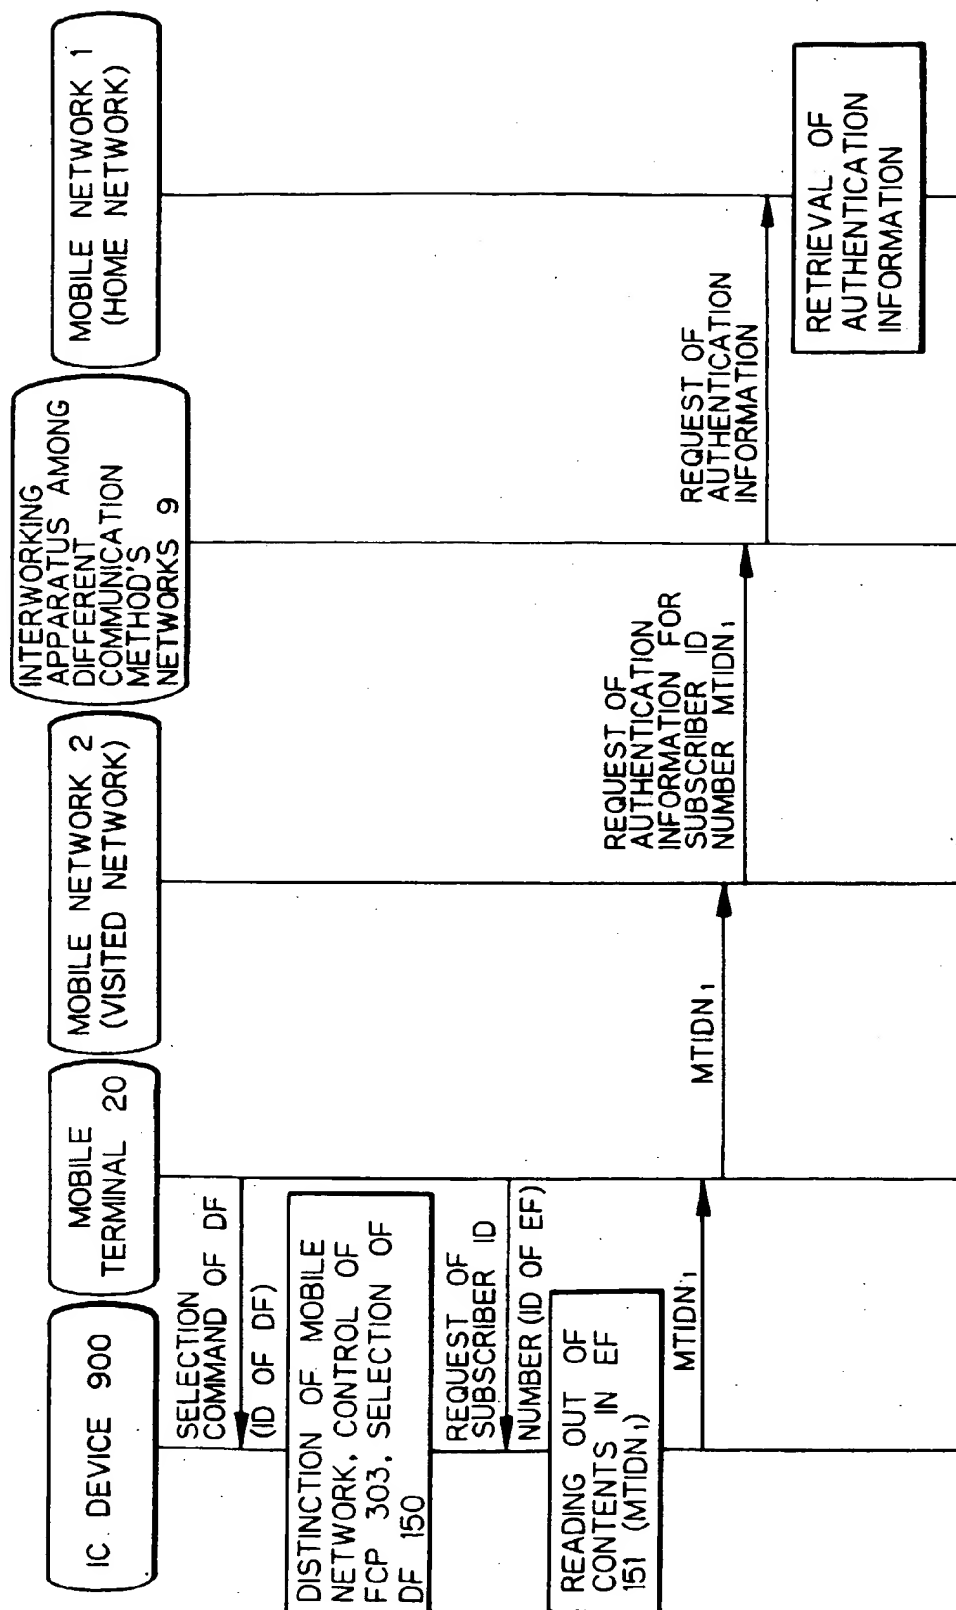 IC DEVICE 900
MOBILE
TERMINAL 20
MOBILE NETWORK 2
(VISITED NETWORK)
INTERWORKING
APPARATUS AMONG
DIFFERENT
COMMUNICATION
METHOD'S
NETWORKS 9
MOBILE NETWORK 1
(HOME NETWORK)
SELECTION
COMMAND OF DF
(ID OF DF)
DISTINCTION OF MOBILE
NETWORK, CONTROL OF
FCP 303, SELECTION OF
DF 150
REQUEST OF
SUBSCRIBER ID
NUMBER (ID OF EF)
READING OUT OF
CONTENTS IN EF
151 (MTIDN₁)
MTIDN₁
MTIDN₁
REQUEST OF
AUTHENTICATION
INFORMATION FOR
SUBSCRIBER ID
NUMBER MTIDN₁
REQUEST OF
AUTHENTICATION
INFORMATION
RETRIEVAL OF
AUTHENTICATION
INFORMATION